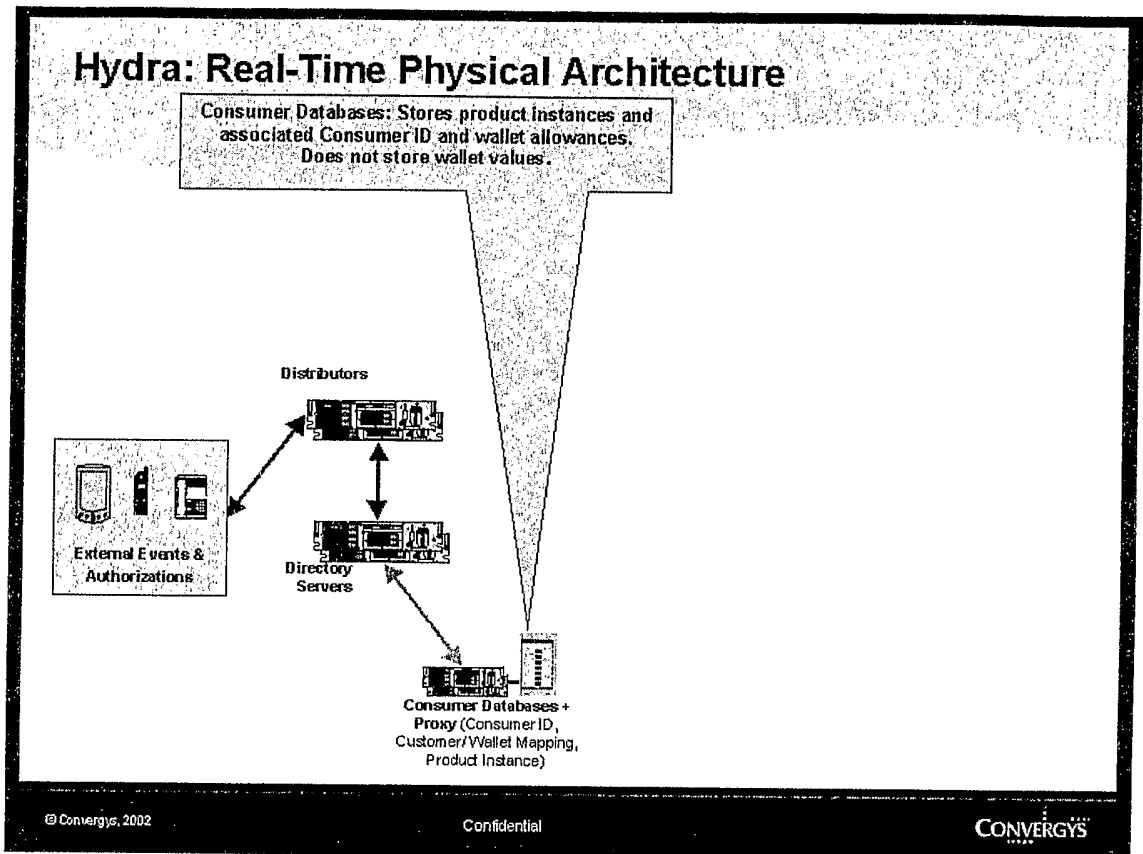 Hydra: Real-Time Physical Architecture
Consumer Databases: Stores product instances and
associated Consumer ID and wallet allowances.
Does not store wallet values.
Distributors
External Events &
Authorizations
Directory
Servers
Consumer Databases +
Proxy (Consumer ID,
Customer/Wallet Mapping,
Product Instance)
© Convergys, 2002
Confidential
CONVERGYS